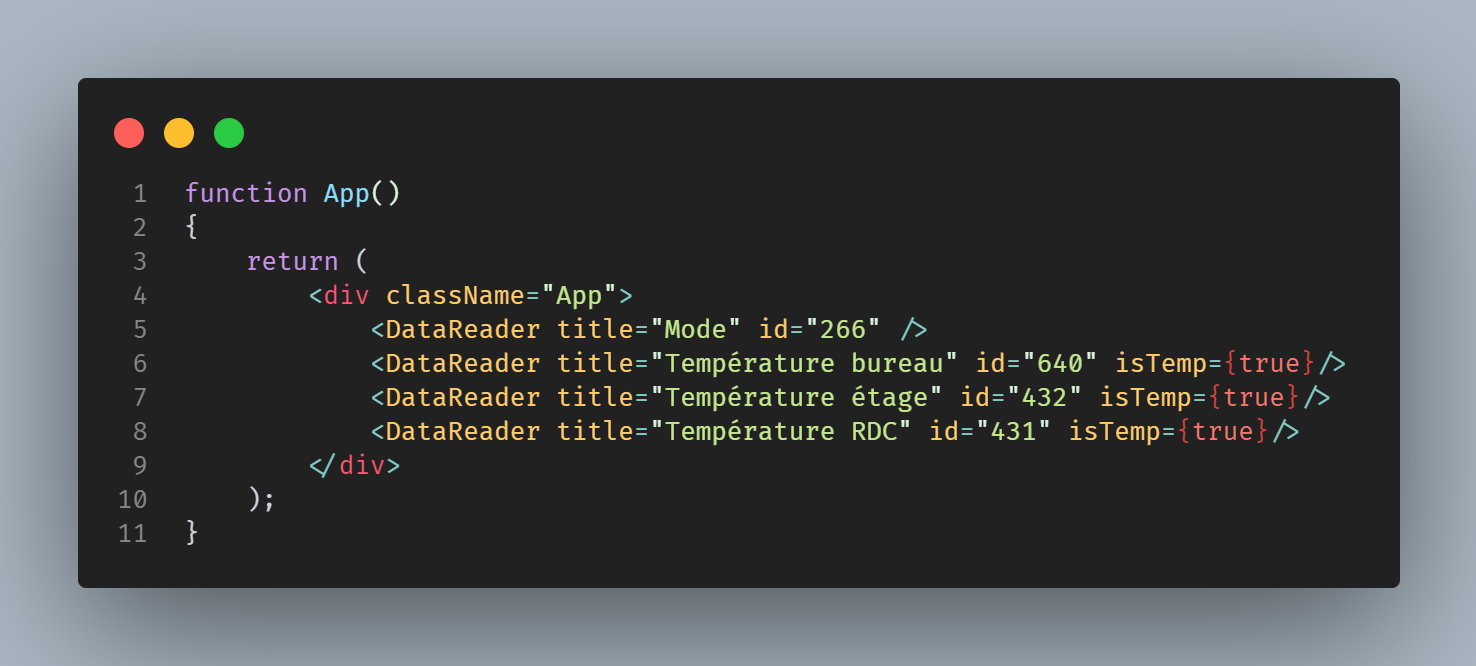 1 function App()
2 {
3     return (
4         <div className="App">
5             <DataReader title="Mode" id="266" />
6             <DataReader title="Température bureau" id="640" isTemp={true}/>
7             <DataReader title="Température étage" id="432" isTemp={true}/>
8             <DataReader title="Température RDC" id="431" isTemp={true}/>
9         </div>
10     );
11 }